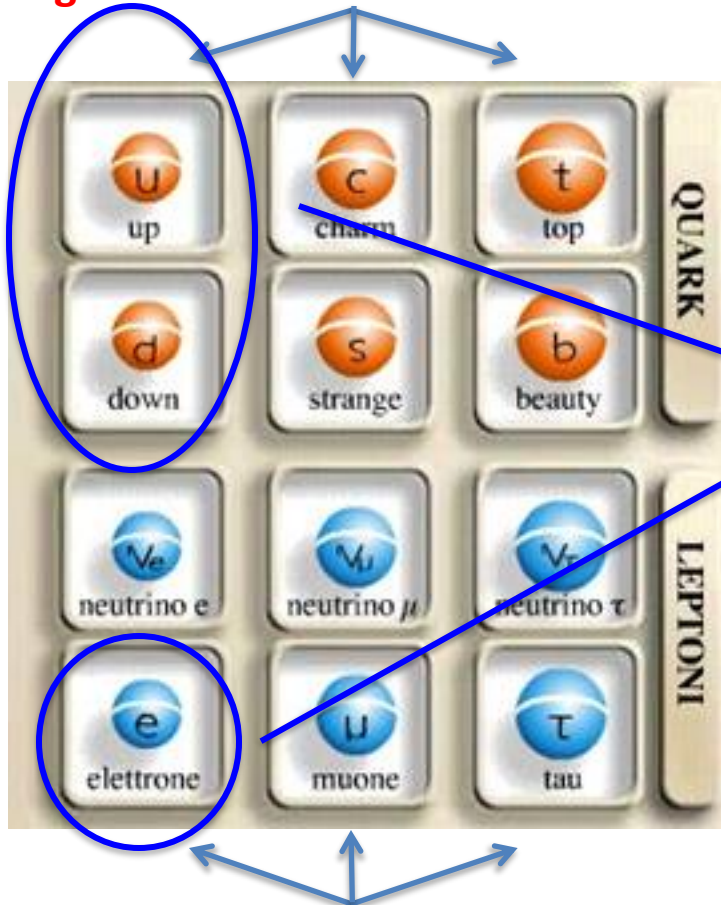 g
u
c
t
up
charm
top
QUARK
d
s
b
down
strange
beauty
νe
νμ
ντ
neutrino e
neutrino μ
neutrino τ
LEPTONI
e
μ
τ
elettrone
muone
tau